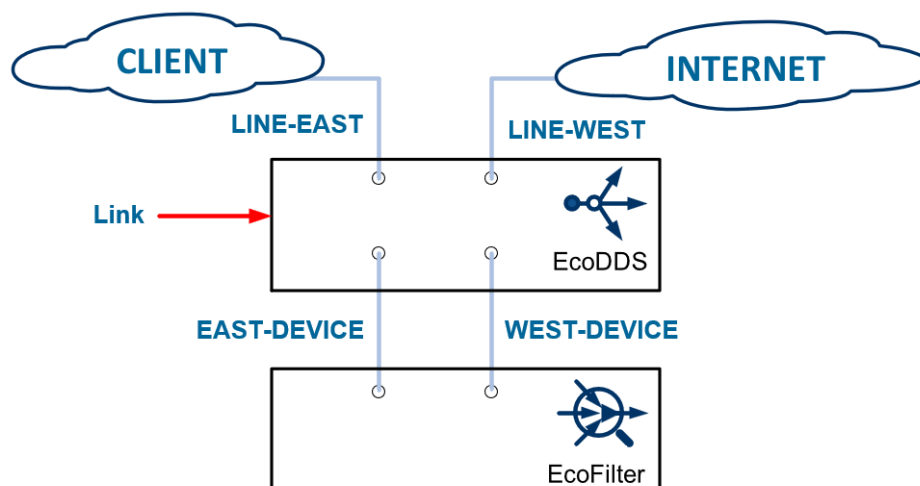 CLIENT
INTERNET
LINE-EAST
LINE-WEST
Link
EcoDDS
EAST-DEVICE
WEST-DEVICE
EcoFilter